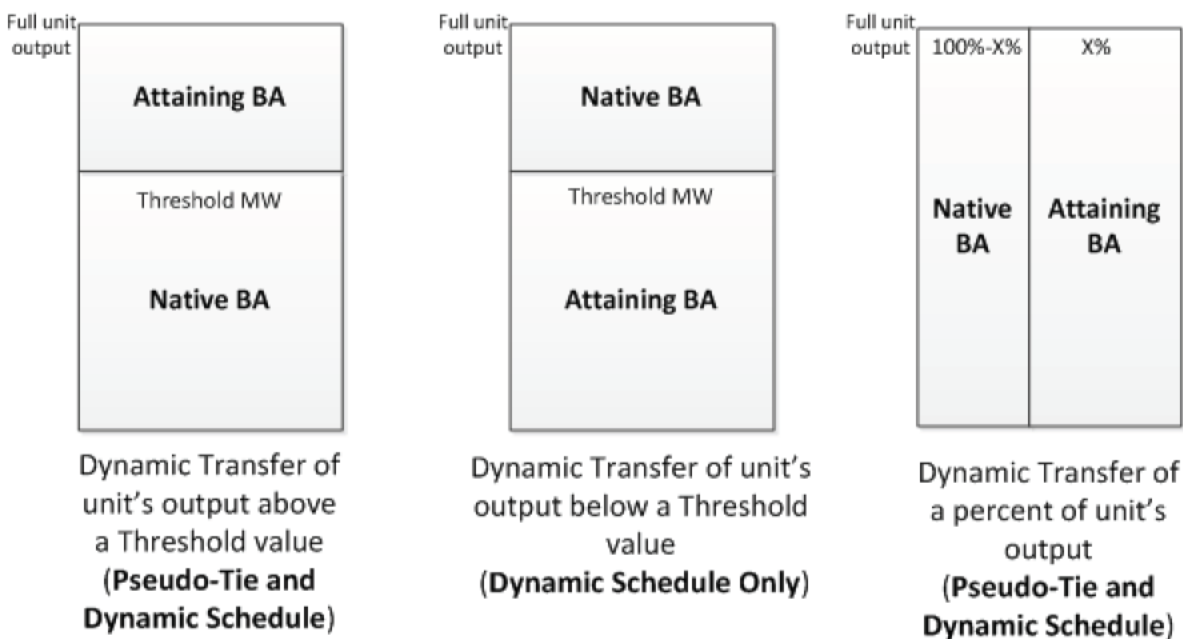 Full unit
output
Attaining BA
Threshold MW
Native BA
Dynamic Transfer of
unit's output above
a Threshold value
(Pseudo-Tie and
Dynamic Schedule)
Full unit
output
Native BA
Threshold MW
Attaining BA
Dynamic Transfer of unit's
output below a Threshold
value
(Dynamic Schedule Only)
Full unit
output
100%-X%
X%
Native
BA
Attaining
BA
Dynamic Transfer of
a percent of unit's
output
(Pseudo-Tie and
Dynamic Schedule)